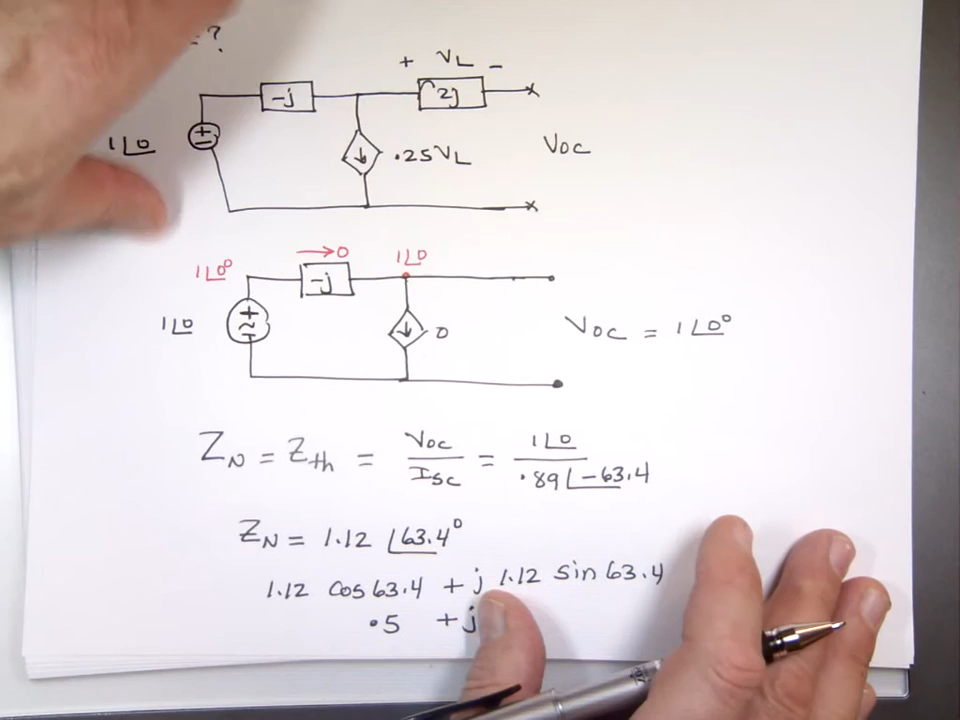 = ?
+ VL -
-j
2j
+
-
1∠0
.25VL
VOC
1∠0° →0 1∠0
-j
1∠0
+
~
-
0
VOC = 1∠0°
ZN = Zth = VOC / ISC = 1∠0 / .89∠-63.4
ZN = 1.12 ∠63.4°
1.12 cos 63.4 + j 1.12 sin 63.4
.5 + j